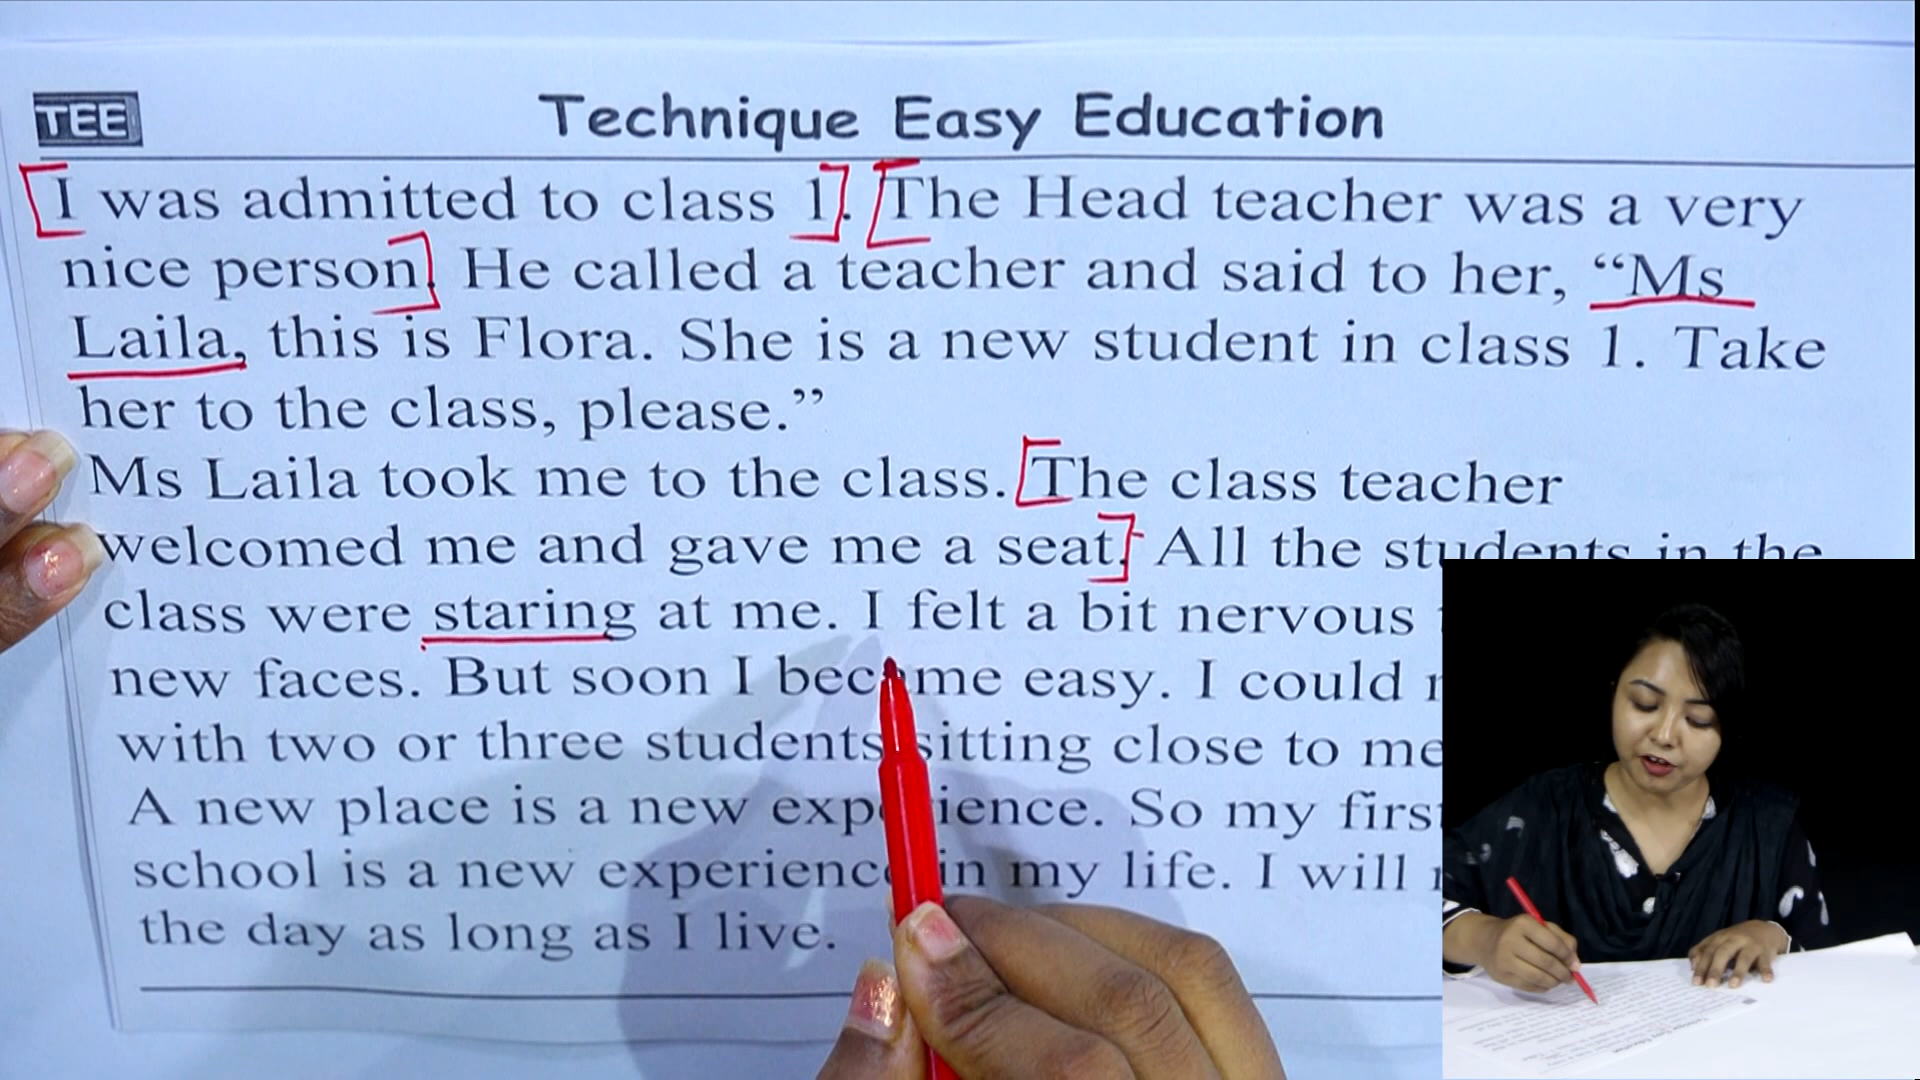 TEE
Technique Easy Education
I was admitted to class 1. The Head teacher was a very
nice person. He called a teacher and said to her, “Ms
Laila, this is Flora. She is a new student in class 1. Take
her to the class, please.”
Ms Laila took me to the class. The class teacher
welcomed me and gave me a seat. All the students in the
class were staring at me. I felt a bit nervous
new faces. But soon I became easy. I could
with two or three students sitting close to me
A new place is a new experience. So my first
school is a new experience in my life. I will
the day as long as I live.